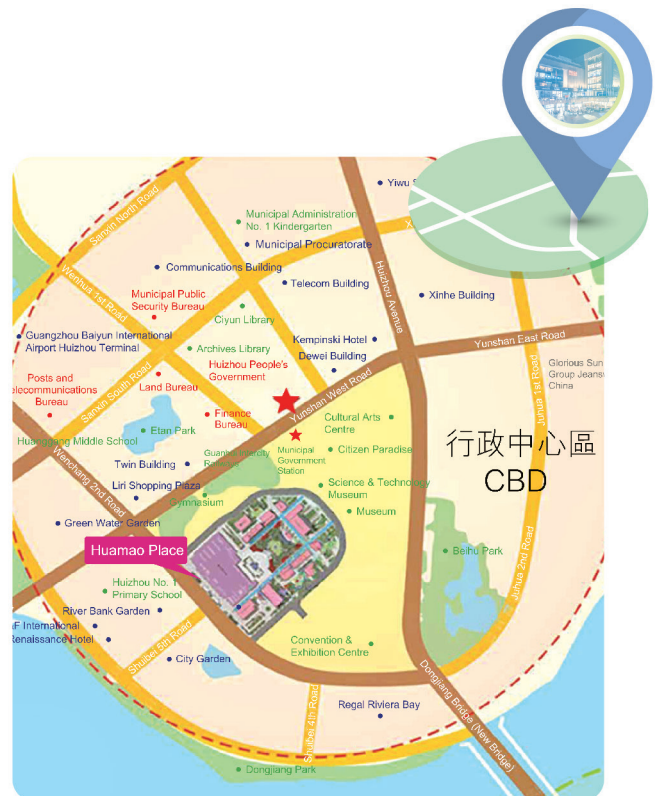 Yiwu
Sanxin North Road
Municipal Administration
No. 1 Kindergarten
Municipal Procuratorate
X
Communications Building
Wenhua 1st Road
Telecom Building
Huizhou Avenue
Xinhe Building
Municipal Public
Security Bureau
Ciyun Library
Guangzhou Baiyun International
Airport Huizhou Terminal
Archives Library
Kempinski Hotel
Dewei Building
Yunshan East Road
Huizhou People's
Government
Glorious Sun
Group Jeans
China
Posts and
elecommunications
Bureau
Land Bureau
Sanxin South Road
Yunshan West Road
Juhua 1st Road
Finance
Bureau
Cultural Arts
Centre
Etan Park
Huanggang Middle School
Municipal
Government
Station
Citizen Paradise
行政中心區
CBD
Twin Building
Wenchang 2nd Road
Liri Shopping Plaza
Gymnasium
Science & Technology
Museum
Museum
Green Water Garden
Huamao Place
Beihu Park
Juhua 2nd Road
Huizhou No. 1
Primary School
River Bank Garden
F International
Renaissance Hotel
Shuibei 5th Road
City Garden
Convention &
Exhibition Centre
Shuibei 4th Road
Regal Riviera Bay
Dongjiang Bridge (New Bridge)
Dongjiang Park